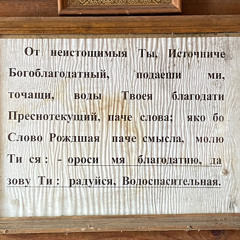 От неистощимыя Ты, Источниче
Богоблагодатный, подаеши ми,
точащи, воды Твоея благодати
Преснотекущий, паче слова; яко бо
Слово Рождшая паче смысла, молю
Ти ся: - ороси мя благодатию, да
зову Ти: радуйся, Водоспасительная.